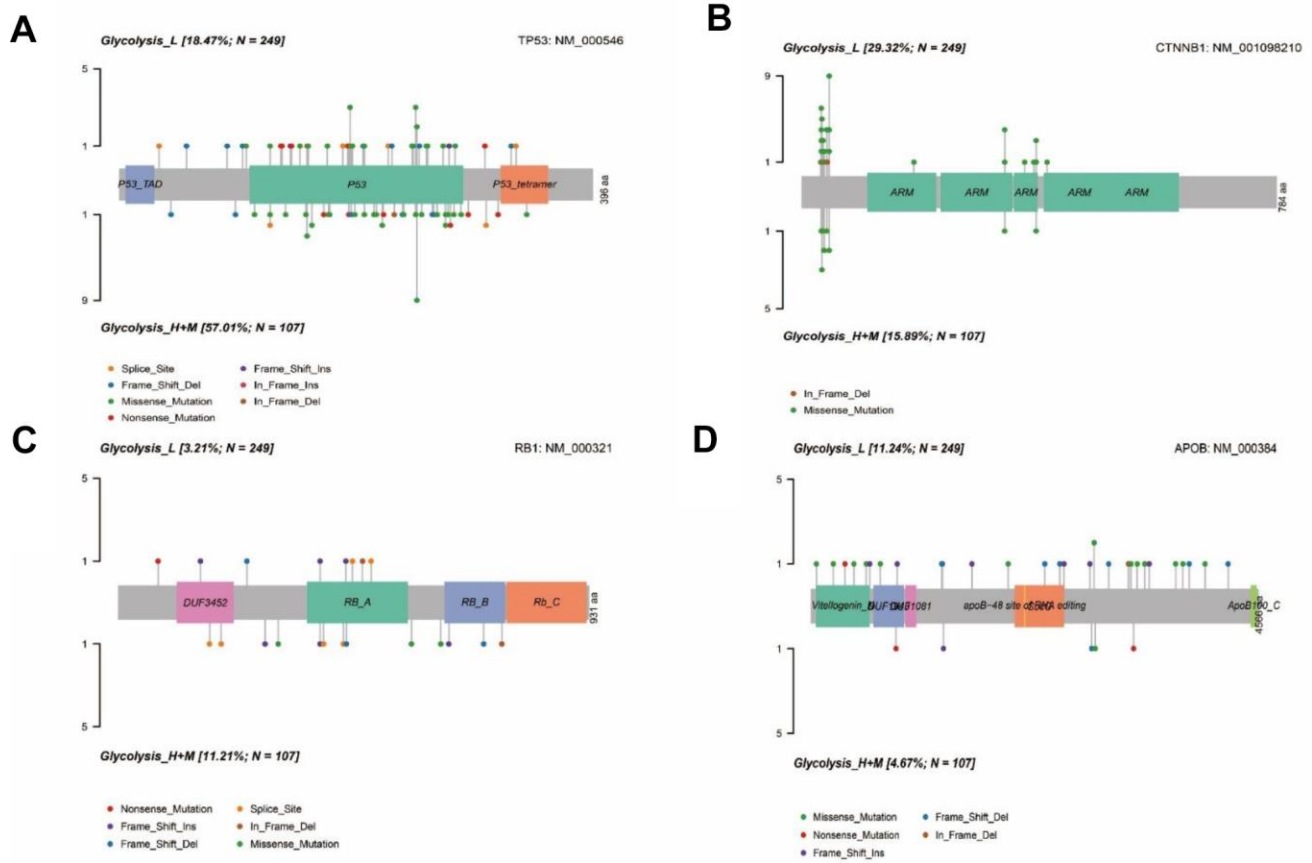 A
Glycolysis_L [18.47%; N = 249]
TP53: NM_000546
5
1
P53_TAD
P53
P53_tetramer
396 aa
1
9
Glycolysis_H+M [57.01%; N = 107]
Splice_Site
Frame_Shift_Ins
Frame_Shift_Del
In_Frame_Ins
Missense_Mutation
In_Frame_Del
Nonsense_Mutation
B
Glycolysis_L [29.32%; N = 249]
CTNNB1: NM_001098210
9
1
ARM
ARM
ARM
ARM
ARM
784 aa
1
5
Glycolysis_H+M [15.89%; N = 107]
In_Frame_Del
Missense_Mutation
C
Glycolysis_L [3.21%; N = 249]
RB1: NM_000321
5
1
DUF3452
RB_A
RB_B
Rb_C
931 aa
1
5
Glycolysis_H+M [11.21%; N = 107]
Nonsense_Mutation
Splice_Site
Frame_Shift_Ins
In_Frame_Del
Frame_Shift_Del
Missense_Mutation
D
Glycolysis_L [11.24%; N = 249]
APOB: NM_000384
5
1
apoB-48 site of RNA editing
ApoB100_C
1
5
Glycolysis_H+M [4.67%; N = 107]
Missense_Mutation
Frame_Shift_Del
Nonsense_Mutation
In_Frame_Del
Frame_Shift_Ins